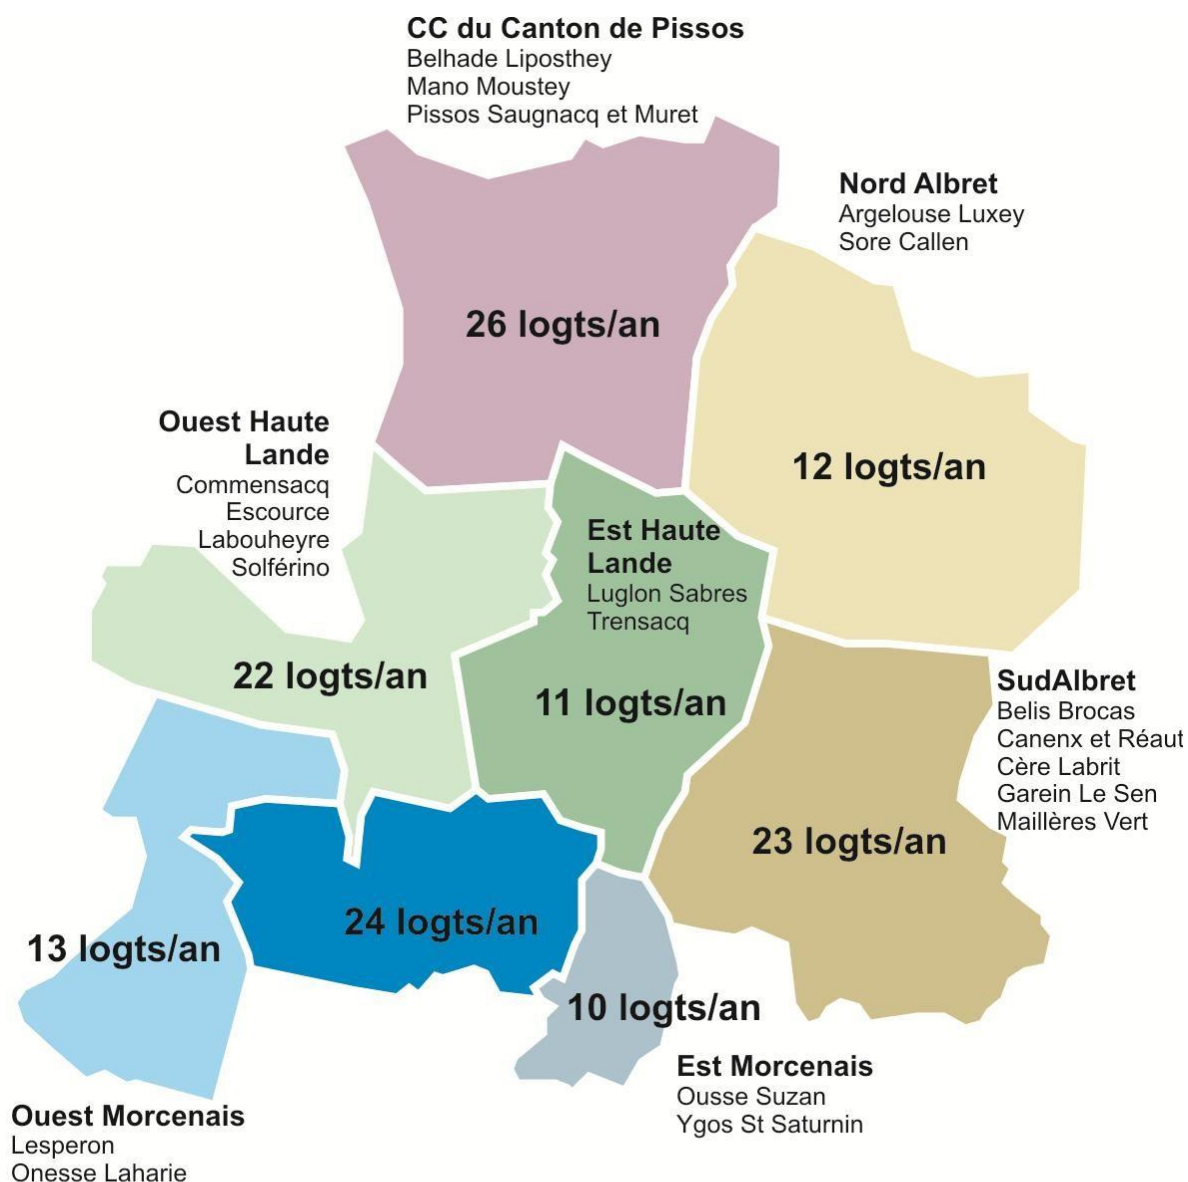 CC du Canton de Pissos
Belhade Liposthey
Mano Moustey
Pissos Saugnacq et Muret
Nord Albret
Argelouse Luxey
Sore Callen
26 logts/an
12 logts/an
Ouest Haute
Lande
Commensacq
Escource
Labouheyre
Solférino
Est Haute
Lande
Luglon Sabres
Trensacq
22 logts/an
11 logts/an
SudAlbret
Belis Brocas
Canenx et Réaut
Cère Labrit
Garein Le Sen
Maillères Vert
23 logts/an
24 logts/an
13 logts/an
10 logts/an
Est Morcenais
Ousse Suzan
Ygos St Saturnin
Ouest Morcenais
Lesperon
Onesse Laharie